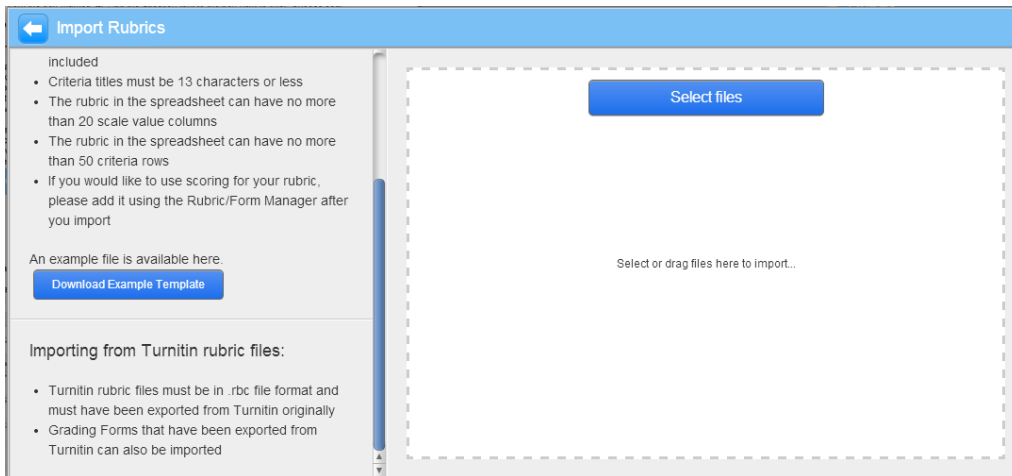 Import Rubrics
included
• Criteria titles must be 13 characters or less
• The rubric in the spreadsheet can have no more
than 20 scale value columns
• The rubric in the spreadsheet can have no more
than 50 criteria rows
• If you would like to use scoring for your rubric,
please add it using the Rubric/Form Manager after
you import
An example file is available here.
Download Example Template
Importing from Turnitin rubric files:
• Turnitin rubric files must be in .rbc file format and
must have been exported from Turnitin originally
• Grading Forms that have been exported from
Turnitin can also be imported
Select files
Select or drag files here to import...